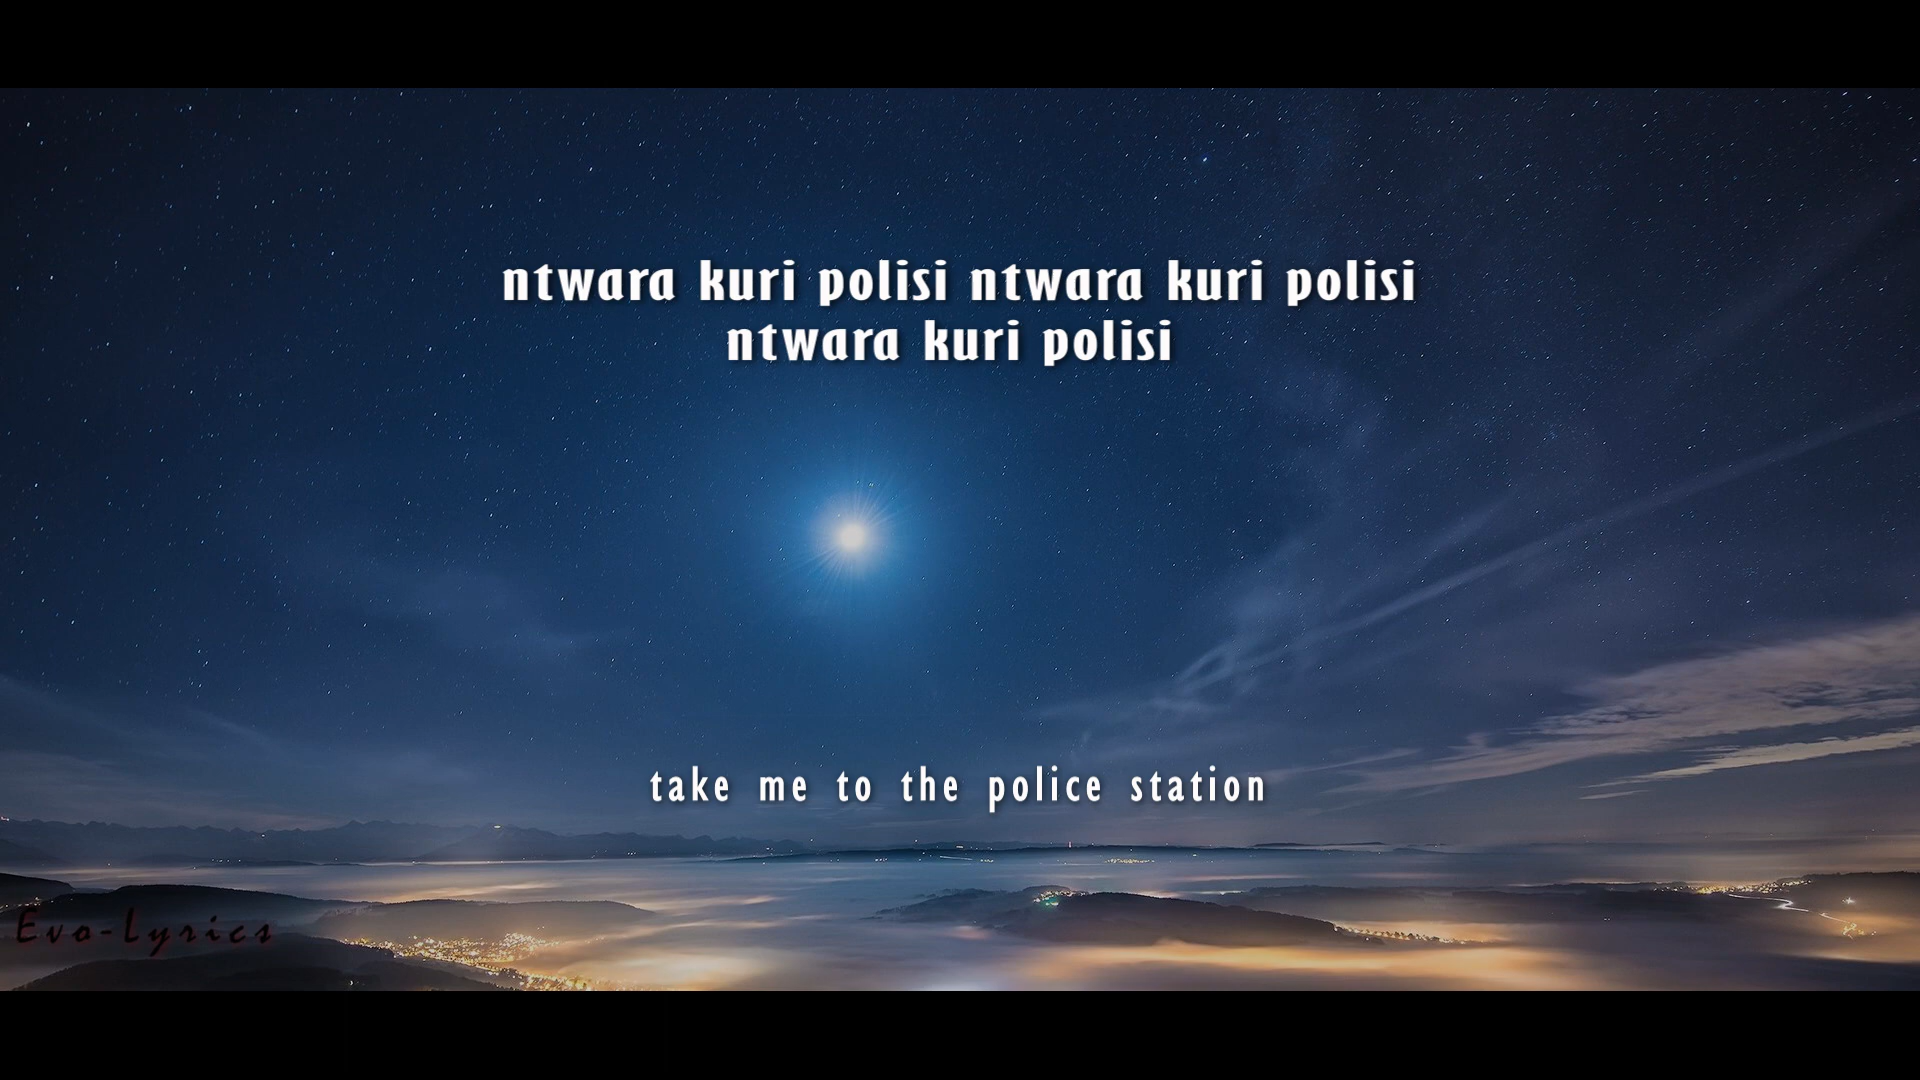 ntwara kuri polisi ntwara kuri polisi
ntwara kuri polisi
take me to the police station
Evo-Lyrics